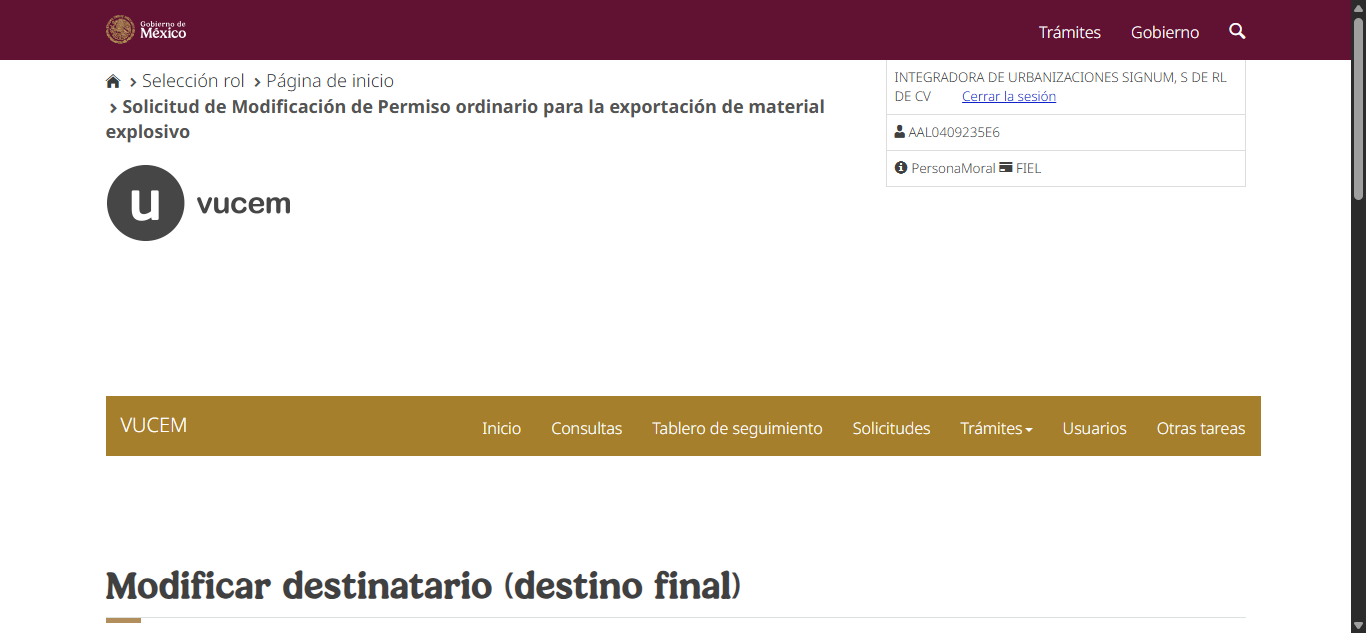 Gobierno de
México
Trámites
Gobierno
Selección rol
Página de inicio
Solicitud de Modificación de Permiso ordinario para la exportación de material
explosivo
INTEGRADORA DE URBANIZACIONES SIGNUM, S DE RL
DE CV Cerrar la sesión
AAL0409235E6
PersonaMoral FIEL
u vucem
VUCEM
Inicio
Consultas
Tablero de seguimiento
Solicitudes
Trámites
Usuarios
Otras tareas
Modificar destinatario (destino final)